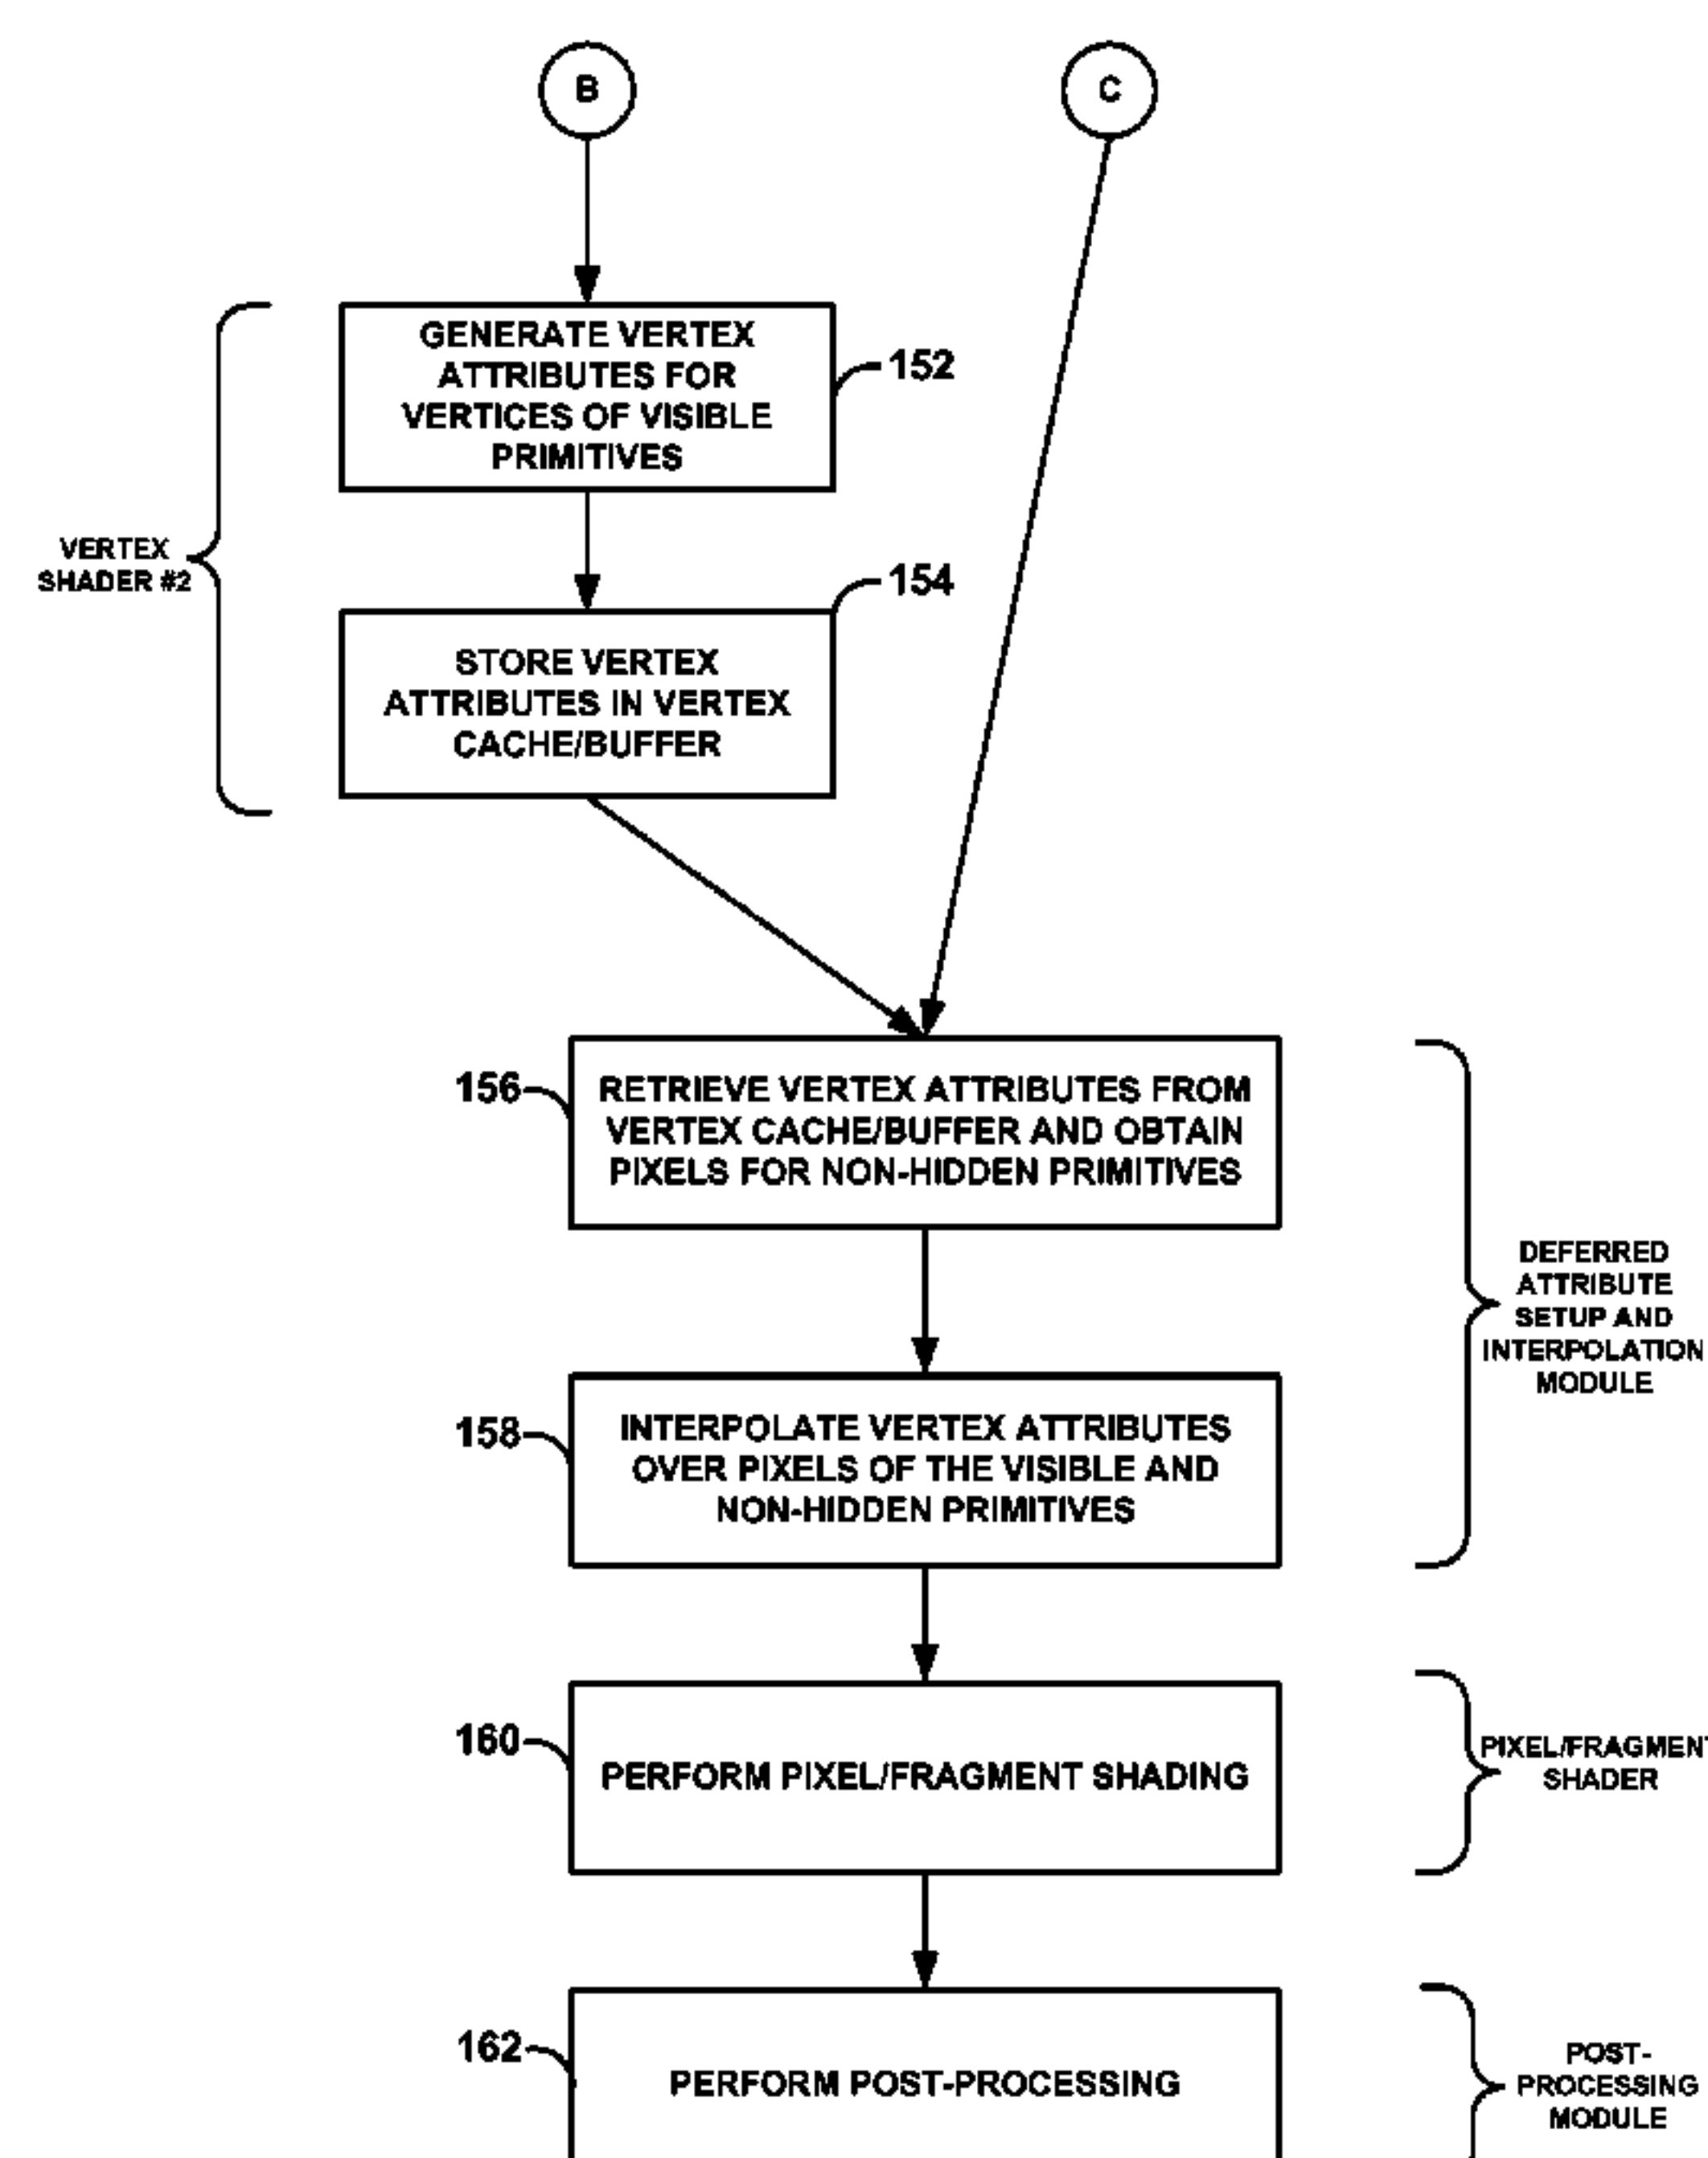 B
C
GENERATE VERTEX
ATTRIBUTES FOR
VERTICES OF VISIBLE
PRIMITIVES
152
VERTEX
SHADER #2
154
STORE VERTEX
ATTRIBUTES IN VERTEX
CACHE/BUFFER
156
RETRIEVE VERTEX ATTRIBUTES FROM
VERTEX CACHE/BUFFER AND OBTAIN
PIXELS FOR NON-HIDDEN PRIMITIVES
DEFERRED
ATTRIBUTE
SETUP AND
INTERPOLATION
MODULE
158
INTERPOLATE VERTEX ATTRIBUTES
OVER PIXELS OF THE VISIBLE AND
NON-HIDDEN PRIMITIVES
160
PERFORM PIXEL/FRAGMENT SHADING
PIXEL/FRAGMENT
SHADER
162
PERFORM POST-PROCESSING
POST-
PROCESSING
MODULE